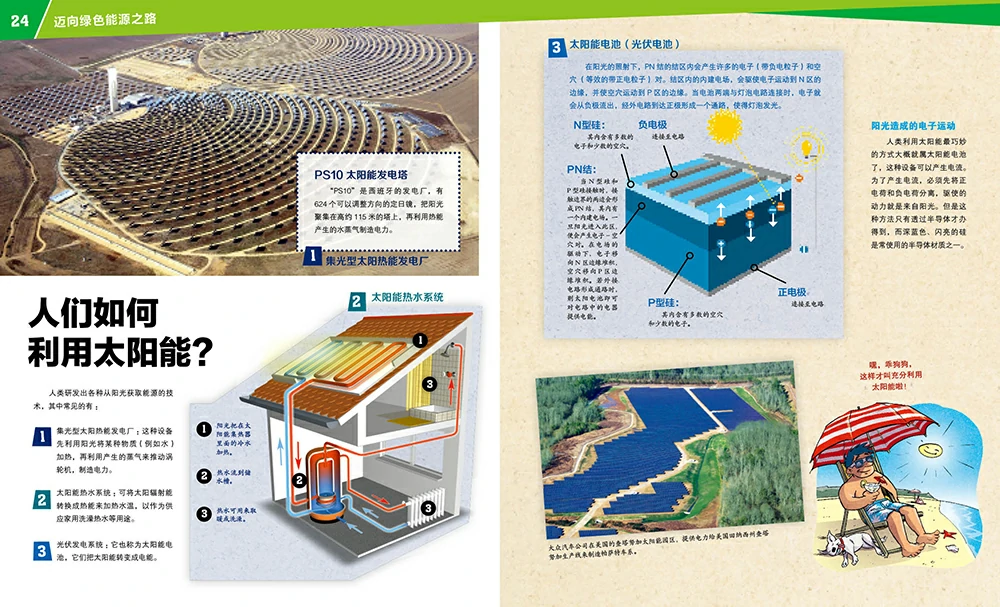 24 迈向绿色能源之路
PS10 太阳能发电塔
“PS10”是西班牙的发电厂，有
624 个可以调整方向的定日镜，把阳光
聚集在高约 115 米的塔上，再利用热能
产生的水蒸气制造电力。
1 集光型太阳热能发电厂
人们如何
利用太阳能？
人类研发出各种从阳光获取能源的技
术，其中常见的有：
1 集光型太阳热能发电厂：这种设备
先利用阳光将某种物质（例如水）
加热，再利用产生的蒸气来推动涡
轮机，制造电力。
2 太阳能热水系统：可将太阳辐射能
转换成热能来加热水温，以作为供
应家用洗澡热水等用途。
3 光伏发电系统：它也称为太阳能电
池，它们把太阳能转变成电能。
2 太阳能热水系统
1
3
2
3
1 阳光把在太
阳能集热器
里面的冷水
加热。
2 热水流到储
水槽。
3 热水可用来取
暖或洗澡。
3 太阳能电池（光伏电池）
在阳光的照射下，PN 结的结区内会产生许多的电子（带负电粒子）和空
穴（等效的带正电粒子）对。结区内的内建电场，会驱使电子运动到 N 区的
边缘，并使空穴运动到 P 区的边缘。当电池两端与灯泡电路连接时，电子就
会从负极流出，经外电路到达正极形成一个通路，使得灯泡发光。
N型硅：
其内含有多数的
电子和少数的空穴。
负电极
连接至电路
PN结：
当 N 型硅和
P 型硅接触时，接
触边界的两边会形
成 PN 结，其内有
一个内建电场。一
旦阳光进入此区，
便会产生电子-空
穴对。在电场的
驱动下，电子移
向 N 区边缘堆积，
空穴移向 P 区边
缘堆积。若外接
电路形成通路时，
则太阳电池即可
对电路中的电器
提供电能。
P型硅：
其内含有多数的空穴
和少数的电子。
正电极
连接至电路
阳光造成的电子运动
人类利用太阳能最巧妙
的方式大概就属太阳能电池
了，这种设备可以产生电流。
为了产生电流，必须先将正
电荷和负电荷分离，驱使的
动力就是来自阳光。但是这
种方法只有透过半导体才办
得到，而深蓝色、闪亮的硅
是常使用的半导体材质之一。
大众汽车公司在美国的查塔努加太阳能园区，提供电力给美国田纳西州查塔
努加生产线来制造帕萨特车系。
嘿，乖狗狗，
这样才叫充分利用
太阳能啦！